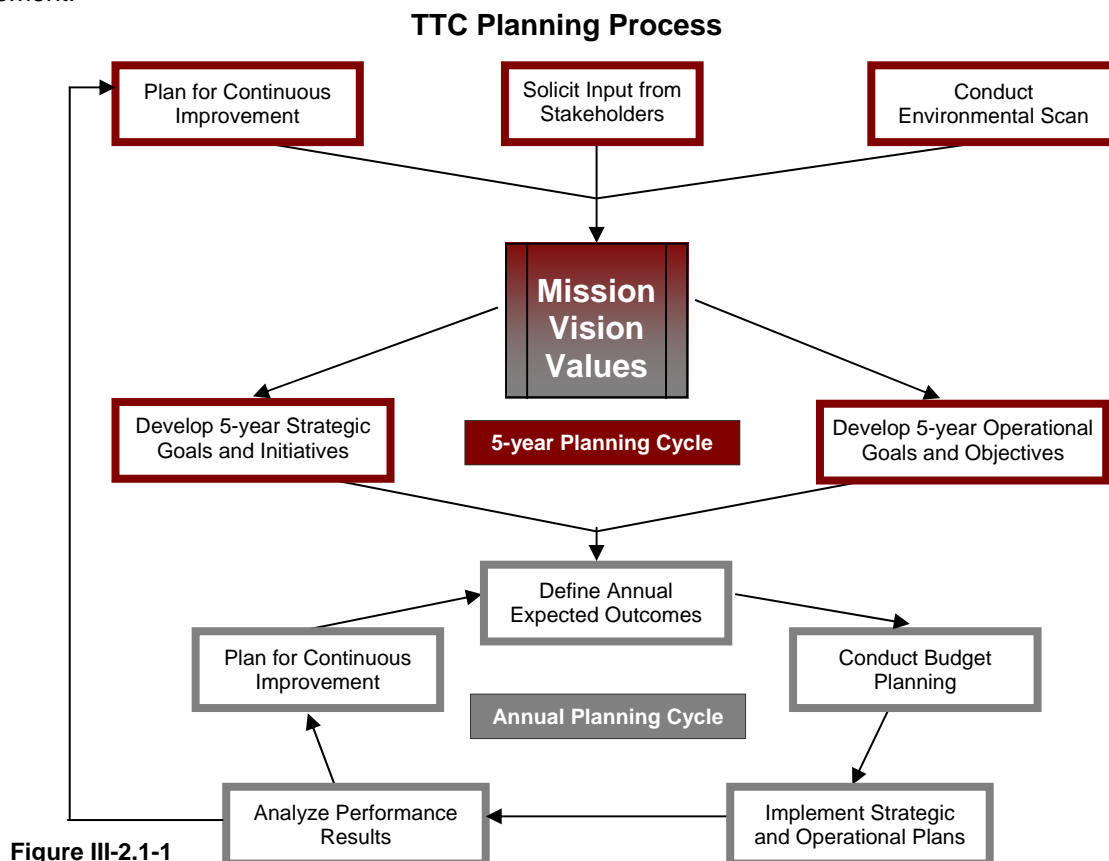 TTC Planning Process
Plan for Continuous
Improvement
Solicit Input from
Stakeholders
Conduct
Environmental Scan
Mission
Vision
Values
Develop 5-year Strategic
Goals and Initiatives
5-year Planning Cycle
Develop 5-year Operational
Goals and Objectives
Define Annual
Expected Outcomes
Plan for Continuous
Improvement
Conduct Budget
Planning
Annual Planning Cycle
Analyze Performance
Results
Implement Strategic
and Operational Plans
Figure III-2.1-1